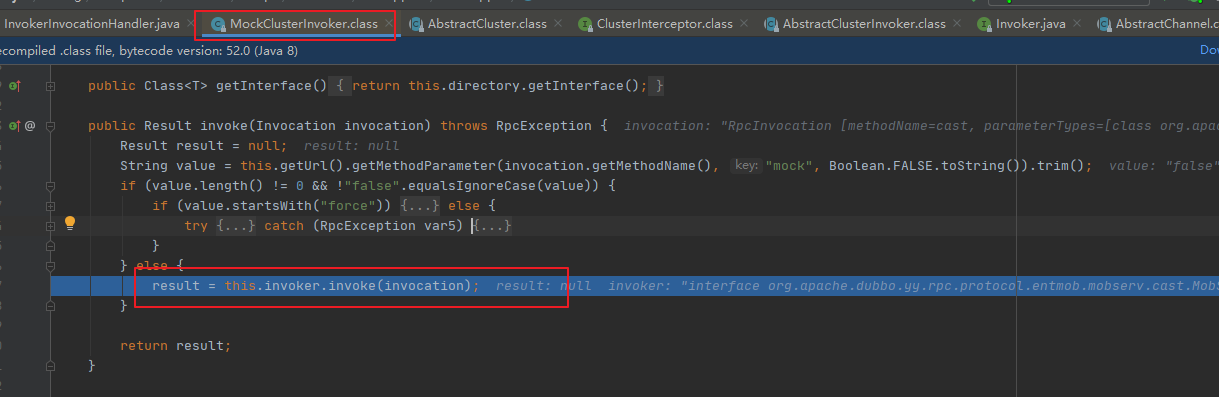 InvokerInvocationHandler.java MockClusterInvoker.class AbstractCluster.class ClusterInterceptor.class AbstractClusterInvoker.class Invoker.java AbstractChannel.c
ecompiled .class file, bytecode version: 52.0 (Java 8) Dov
public Class<T> getInterface() { return this.directory.getInterface(); }
public Result invoke(Invocation invocation) throws RpcException { invocation: "RpcInvocation [methodName=cast, parameterTypes=[class org.apac
Result result = null; result: null
String value = this.getUrl().getMethodParameter(invocation.getMethodName(), key: "mock", Boolean.FALSE.toString()).trim(); value: "false"
if (value.length() != 0 && !"false".equalsIgnoreCase(value)) {
if (value.startsWith("force")) {...} else {
try {...} catch (RpcException var5) {...}
}
} else {
result = this.invoker.invoke(invocation); result: null invoker: "interface org.apache.dubbo.yy.rpc.protocol.entmob.mobserv.cast.MobS
}
return result;
}